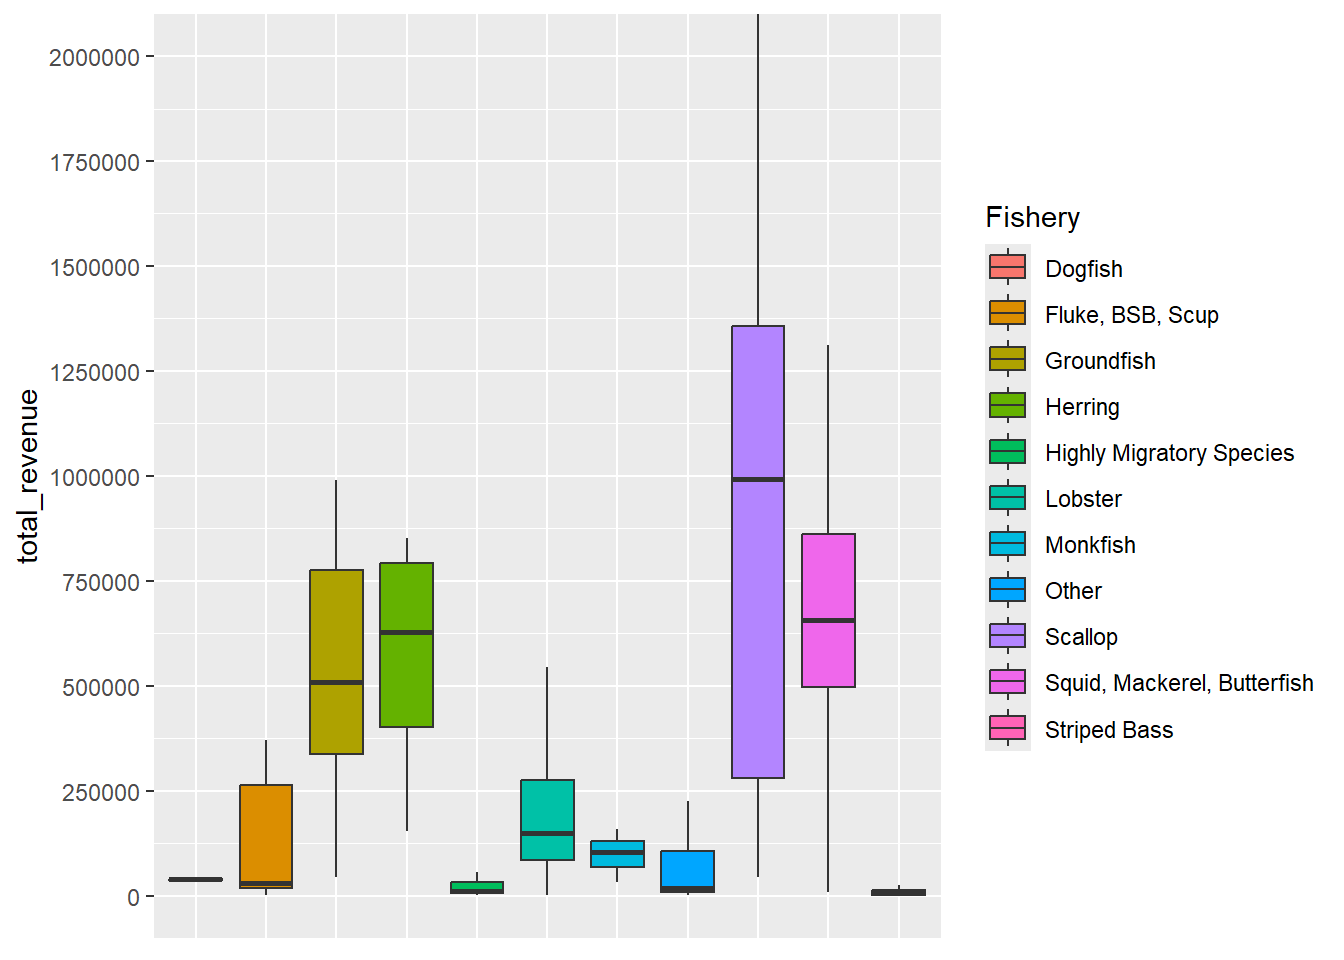 2000000
1750000
1500000
1250000
1000000
750000
500000
250000
0
total_revenue
Fishery
Dogfish
Fluke, BSB, Scup
Groundfish
Herring
Highly Migratory Species
Lobster
Monkfish
Other
Scallop
Squid, Mackerel, Butterfish
Striped Bass